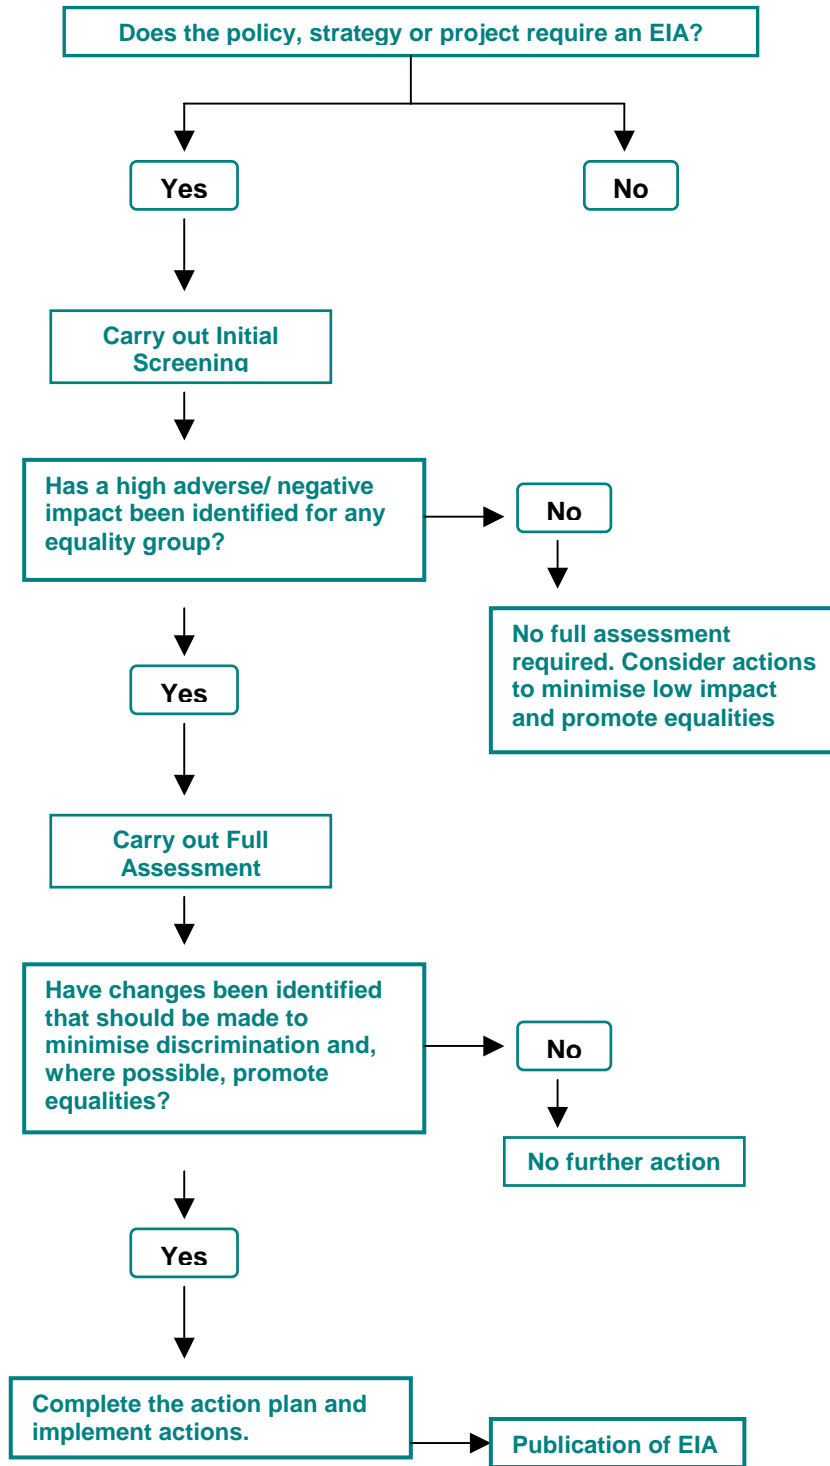 Does the policy, strategy or project require an EIA?
Yes
No
Carry out Initial
Screening
Has a high adverse/ negative
impact been identified for any
equality group?
No
No full assessment
required. Consider actions
to minimise low impact
and promote equalities
Yes
Carry out Full
Assessment
Have changes been identified
that should be made to
minimise discrimination and,
where possible, promote
equalities?
No
No further action
Yes
Complete the action plan and
implement actions.
Publication of EIA